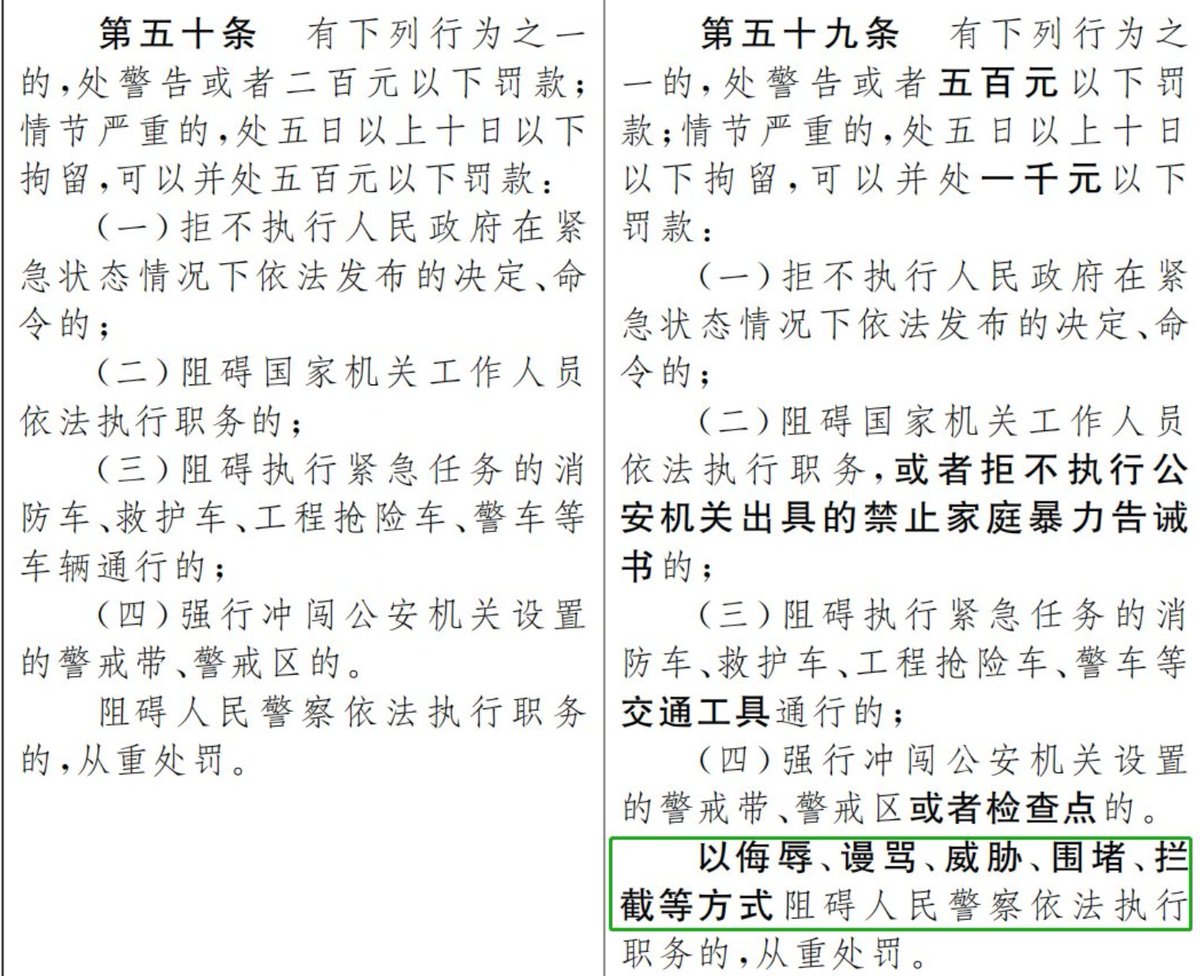 第五十条　有下列行为之一
的,处警告或者二百元以下罚款;
情节严重的,处五日以上十日以下
拘留,可以并处五百元以下罚款:
(一)拒不执行人民政府在紧
急状态情况下依法发布的决定、命
令的;
(二)阻碍国家机关工作人员
依法执行职务的;
(三)阻碍执行紧急任务的消
防车、救护车、工程抢险车、警车等
车辆通行的;
(四)强行冲闯公安机关设置
的警戒带、警戒区的。
阻碍人民警察依法执行职务
的,从重处罚。
第五十九条　有下列行为之
一的,处警告或者五百元以下罚
款;情节严重的,处五日以上十日
以下拘留,可以并处一千元以下
罚款:
(一)拒不执行人民政府在紧
急状态情况下依法发布的决定、命
令的;
(二)阻碍国家机关工作人员
依法执行职务,或者拒不执行公
安机关出具的禁止家庭暴力告诫
书的;
(三)阻碍执行紧急任务的消
防车、救护车、工程抢险车、警车等
交通工具通行的;
(四)强行冲闯公安机关设置
的警戒带、警戒区或者检查点的。
以侮辱、谩骂、威胁、围堵、拦
截等方式阻碍人民警察依法执行
职务的,从重处罚。